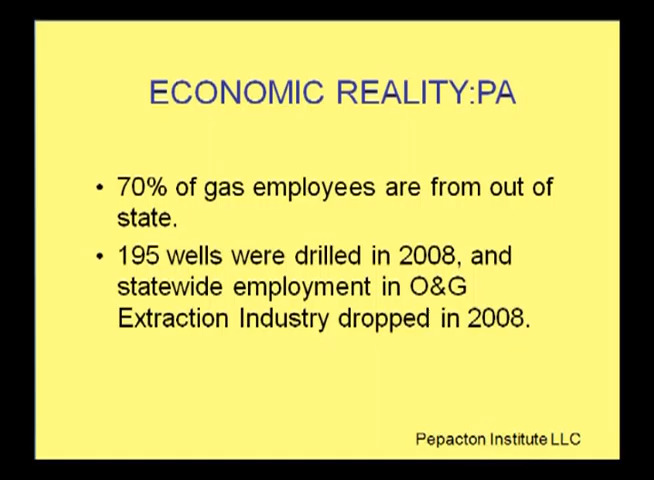 ECONOMIC REALITY:PA
• 70% of gas employees are from out of
state.
• 195 wells were drilled in 2008, and
statewide employment in O&G
Extraction Industry dropped in 2008.
Pepacton Institute LLC